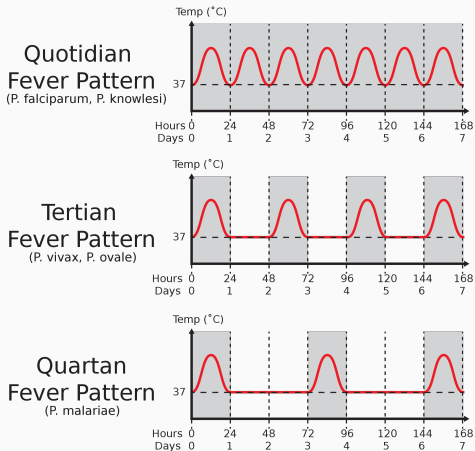 Temp (˚C)
Quotidian
Fever Pattern
(P. falciparum, P. knowlesi)
37
Hours 0 24 48 72 96 120 144 168
Days 0 1 2 3 4 5 6 7
Temp (˚C)
Tertian
Fever Pattern
(P. vivax, P. ovale)
37
Hours 0 24 48 72 96 120 144 168
Days 0 1 2 3 4 5 6 7
Temp (˚C)
Quartan
Fever Pattern
(P. malariae)
37
Hours 0 24 48 72 96 120 144 168
Days 0 1 2 3 4 5 6 7